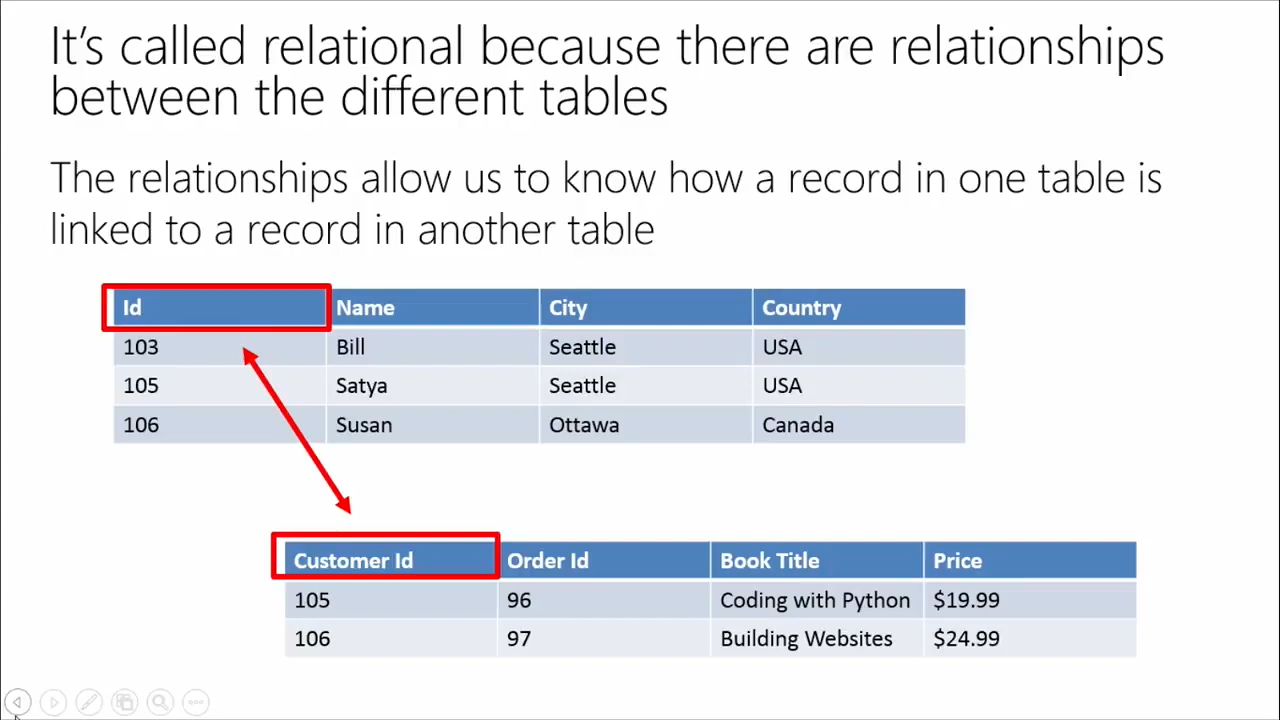 It's called relational because there are relationships
between the different tables
The relationships allow us to know how a record in one table is
linked to a record in another table
Id Name City Country
103 Bill Seattle USA
105 Satya Seattle USA
106 Susan Ottawa Canada
Customer Id Order Id Book Title Price
105 96 Coding with Python $19.99
106 97 Building Websites $24.99